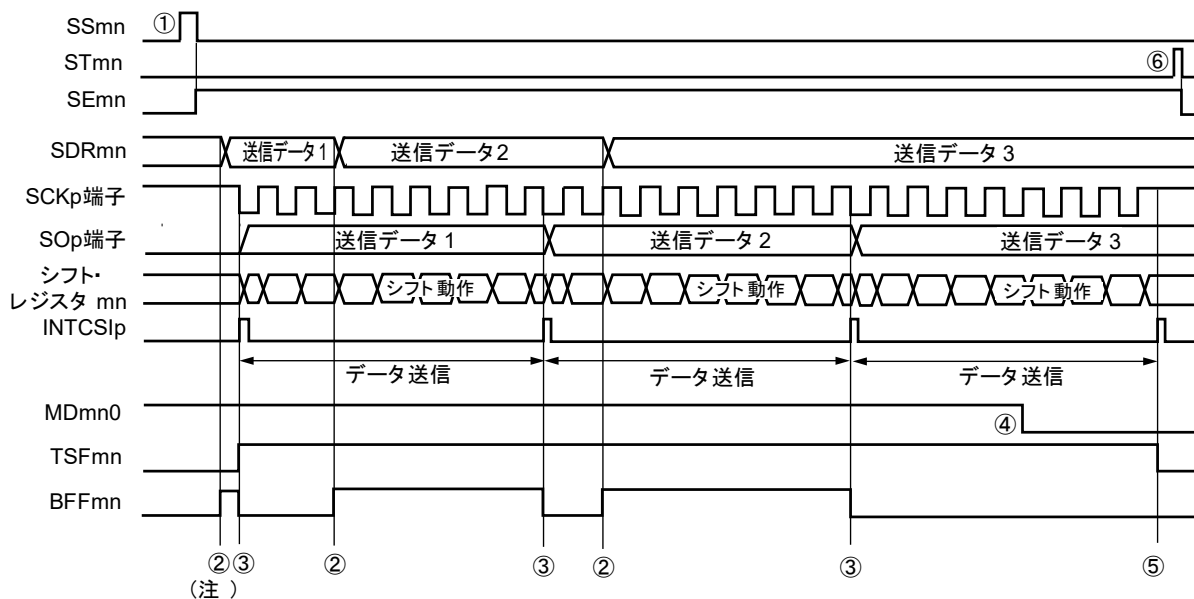 SSmn
①
STmn
⑥
SEmn
SDRmn
送信データ1
送信データ2
送信データ 3
SCKp端子
SOp端子
送信データ 1
送信データ 2
送信データ 3
シフト・
レジスタ mn
シフト動作
シフト動作
シフト動作
INTCSIp
データ送信
データ送信
データ送信
MDmn0
④
TSFmn
BFFmn
②
③
②
③
②
③
⑤
（注 ）